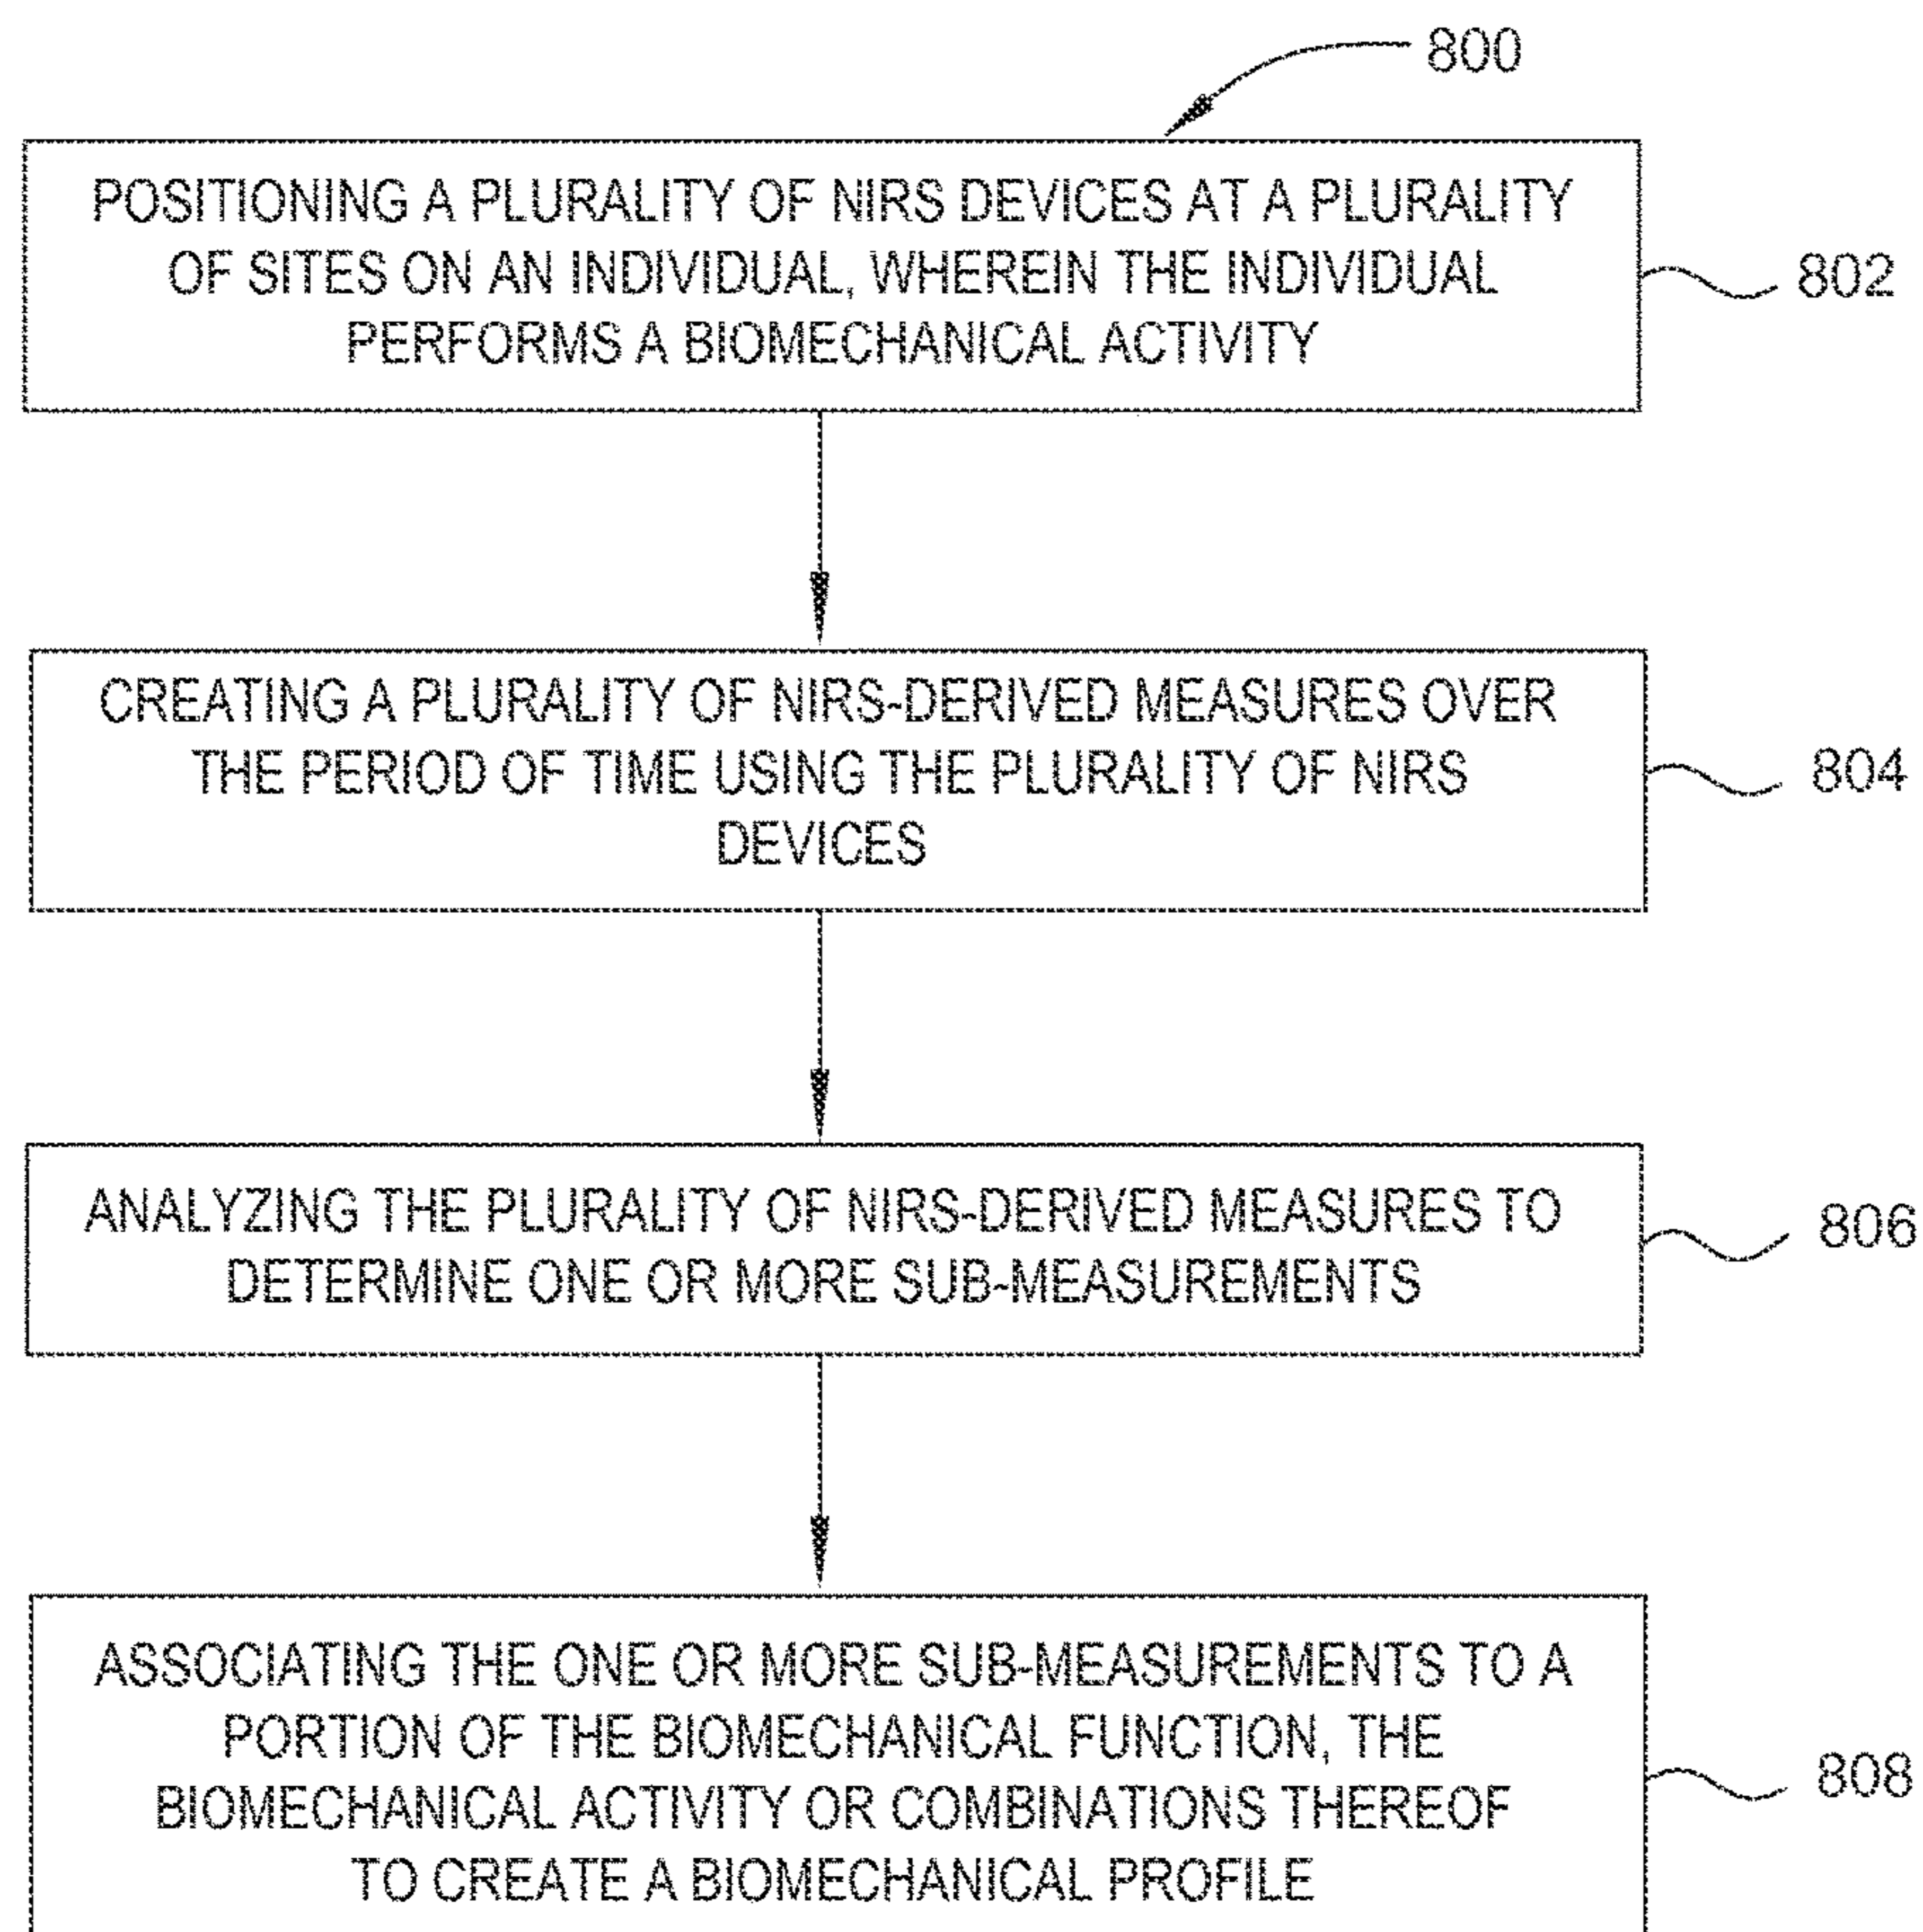 800
POSITIONING A PLURALITY OF NIRS DEVICES AT A PLURALITY
OF SITES ON AN INDIVIDUAL, WHEREIN THE INDIVIDUAL
PERFORMS A BIOMECHANICAL ACTIVITY
802
CREATING A PLURALITY OF NIRS-DERIVED MEASURES OVER
THE PERIOD OF TIME USING THE PLURALITY OF NIRS
DEVICES
804
ANALYZING THE PLURALITY OF NIRS-DERIVED MEASURES TO
DETERMINE ONE OR MORE SUB-MEASUREMENTS
806
ASSOCIATING THE ONE OR MORE SUB-MEASUREMENTS TO A
PORTION OF THE BIOMECHANICAL FUNCTION, THE
BIOMECHANICAL ACTIVITY OR COMBINATIONS THEREOF
TO CREATE A BIOMECHANICAL PROFILE
808